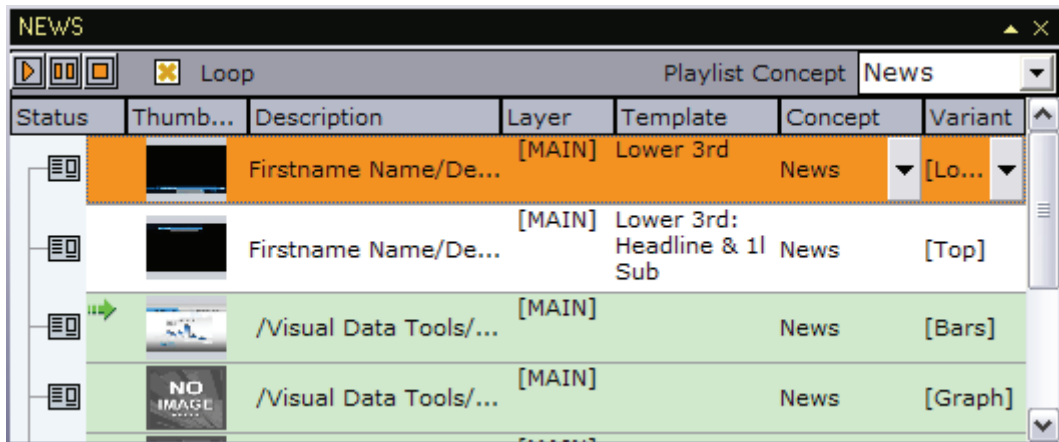 NEWS
Loop Playlist Concept News
Status Thumb... Description Layer Template Concept Variant
Firstname Name/De... [MAIN] Lower 3rd News [Lo...
Firstname Name/De... [MAIN] Lower 3rd:
Headline & 1l
Sub
News [Top]
/Visual Data Tools/... [MAIN] News [Bars]
NO
IMAGE
/Visual Data Tools/... [MAIN] News [Graph]